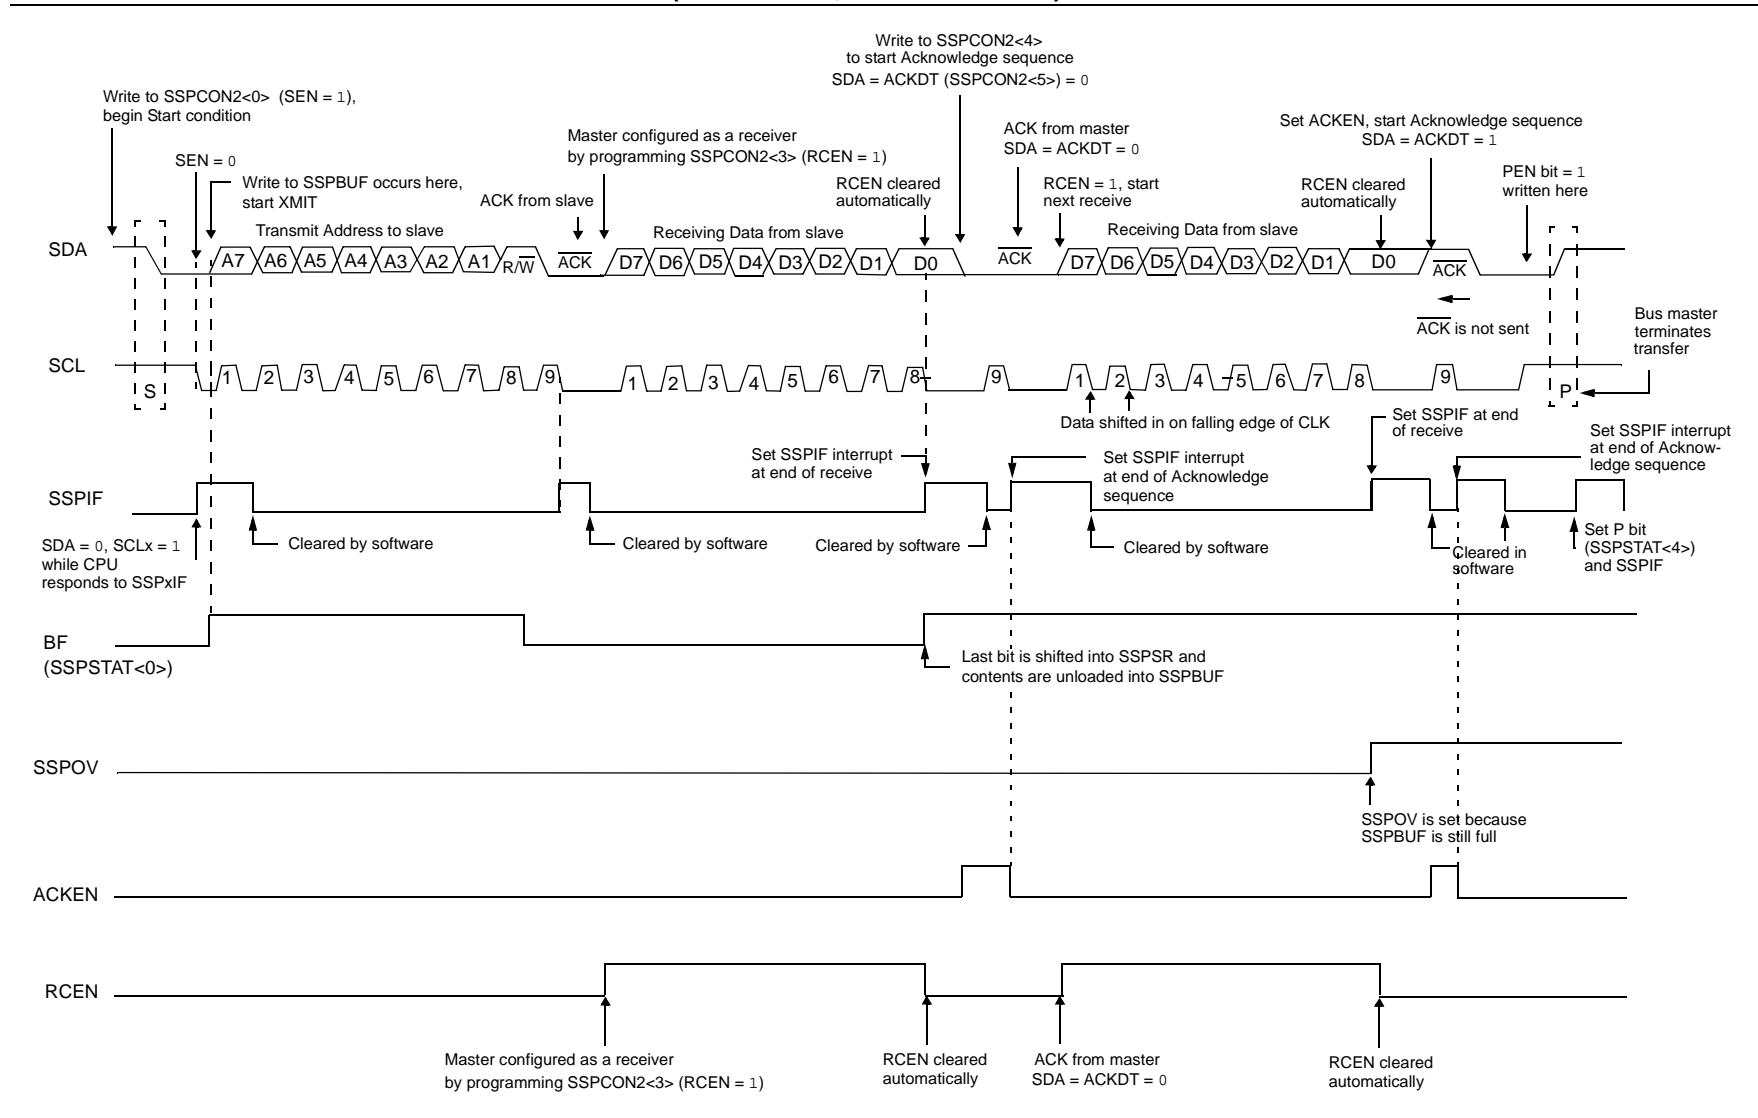 Write to SSPCON2<4>
to start Acknowledge sequence
SDA = ACKDT (SSPCON2<5>) = 0
Write to SSPCON2<0> (SEN = 1),
begin Start condition
Master configured as a receiver
by programming SSPCON2<3> (RCEN = 1)
ACK from master
SDA = ACKDT = 0
Set ACKEN, start Acknowledge sequence
SDA = ACKDT = 1
SEN = 0
Write to SSPBUF occurs here,
start XMIT
ACK from slave
RCEN cleared
automatically
RCEN = 1, start
next receive
RCEN cleared
automatically
PEN bit = 1
written here
Transmit Address to slave
Receiving Data from slave
Receiving Data from slave
SDA
A7 A6 A5 A4 A3 A2 A1 R/W ACK D7 D6 D5 D4 D3 D2 D1 D0 ACK D7 D6 D5 D4 D3 D2 D1 D0 ACK
ACK is not sent
Bus master
terminates
transfer
SCL
S 1 2 3 4 5 6 7 8 9 1 2 3 4 5 6 7 8 9 1 2 3 4 5 6 7 8 9 P
Data shifted in on falling edge of CLK
Set SSPIF at end
of receive
Set SSPIF interrupt
at end of receive
Set SSPIF interrupt
at end of Acknowledge
sequence
Set SSPIF interrupt
at end of Acknow-
ledge sequence
SSPIF
SDA = 0, SCLx = 1
while CPU
responds to SSPxIF
Cleared by software
Cleared by software
Cleared by software
Cleared by software
Cleared in
software
Set P bit
(SSPSTAT<4>)
and SSPIF
BF
(SSPSTAT<0>)
Last bit is shifted into SSPSR and
contents are unloaded into SSPBUF
SSPOV
SSPOV is set because
SSPBUF is still full
ACKEN
RCEN
Master configured as a receiver
by programming SSPCON2<3> (RCEN = 1)
RCEN cleared
automatically
ACK from master
SDA = ACKDT = 0
RCEN cleared
automatically